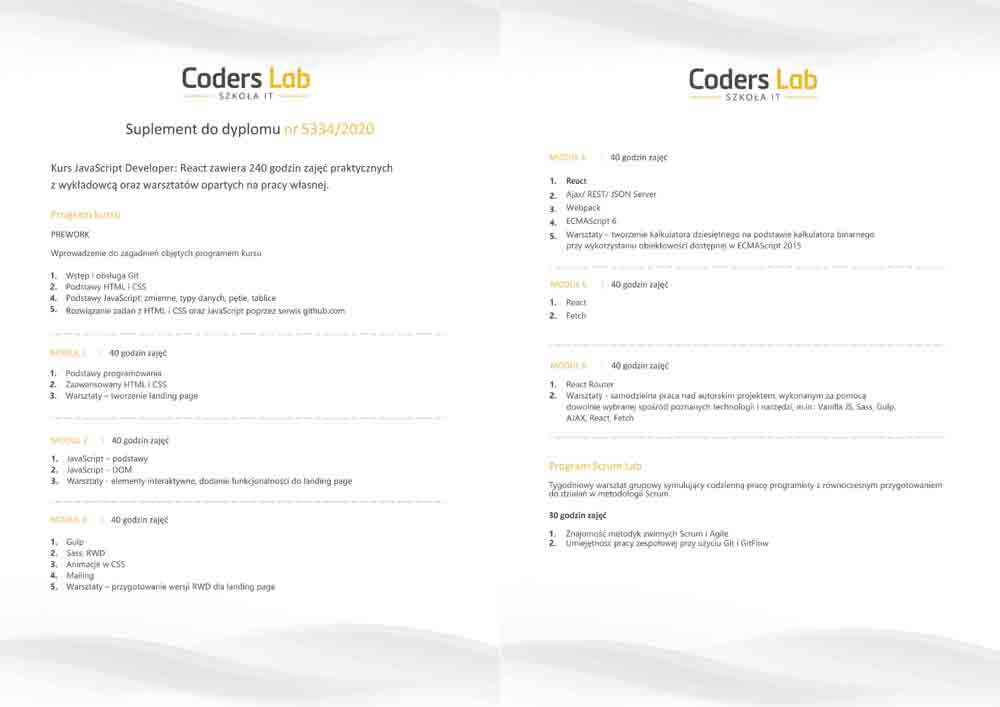 Coders Lab
SZKOŁA IT
Suplement do dyplomu nr 5334/2020
Kurs JavaScript Developer: React zawiera 240 godzin zajęć praktycznych
z wykładowcą oraz warsztatów opartych na pracy własnej.
Program kursu
PREWORK
Wprowadzenie do zagadnień objętych programem kursu
1. Wstęp i obsługa Git
2. Podstawy HTML i CSS
4. Podstawy JavaScript: zmienne, typy danych, pętle, tablice
5. Rozwiązanie zadań z HTML i CSS oraz JavaScript poprzez serwis github.com
MODUŁ 1 | 40 godzin zajęć
1. Podstawy programowania
2. Zaawansowany HTML i CSS
3. Warsztaty – tworzenie landing page
MODUŁ 2 | 40 godzin zajęć
1. JavaScript – podstawy
2. JavaScript – DOM
3. Warsztaty - elementy interaktywne, dodanie funkcjonalności do landing page
MODUŁ 3 | 40 godzin zajęć
1. Gulp
2. Sass, RWD
3. Animacje w CSS
4. Mailing
5. Warsztaty – przygotowanie wersji RWD dla landing page
Coders Lab
SZKOŁA IT
MODUŁ 4 | 40 godzin zajęć
1. React
2. Ajax/ REST/ JSON Server
3. Webpack
4. ECMAScript 6
5. Warsztaty – tworzenie kalkulatora dziesiętnego na podstawie kalkulatora binarnego
przy wykorzystaniu obiektowości dostępnej w ECMAScript 2015
MODUŁ 5 | 40 godzin zajęć
1. React
2. Fetch
MODUŁ 6 | 40 godzin zajęć
1. React Router
2. Warsztaty - samodzielna praca nad autorskim projektem, wykonanym za pomocą
dowolnie wybranej spośród poznanych technologii i narzędzi, m.in.: Vanilla JS, Sass, Gulp,
AJAX, React, Fetch
Program Scrum Lab
Tygodniowy warsztat grupowy symulujący codzienną pracę programisty z równoczesnym przygotowaniem
do działań w metodologii Scrum.
30 godzin zajęć
1. Znajomość metodyk zwinnych Scrum i Agile
2. Umiejętność pracy zespołowej przy użyciu Git i GitFlow